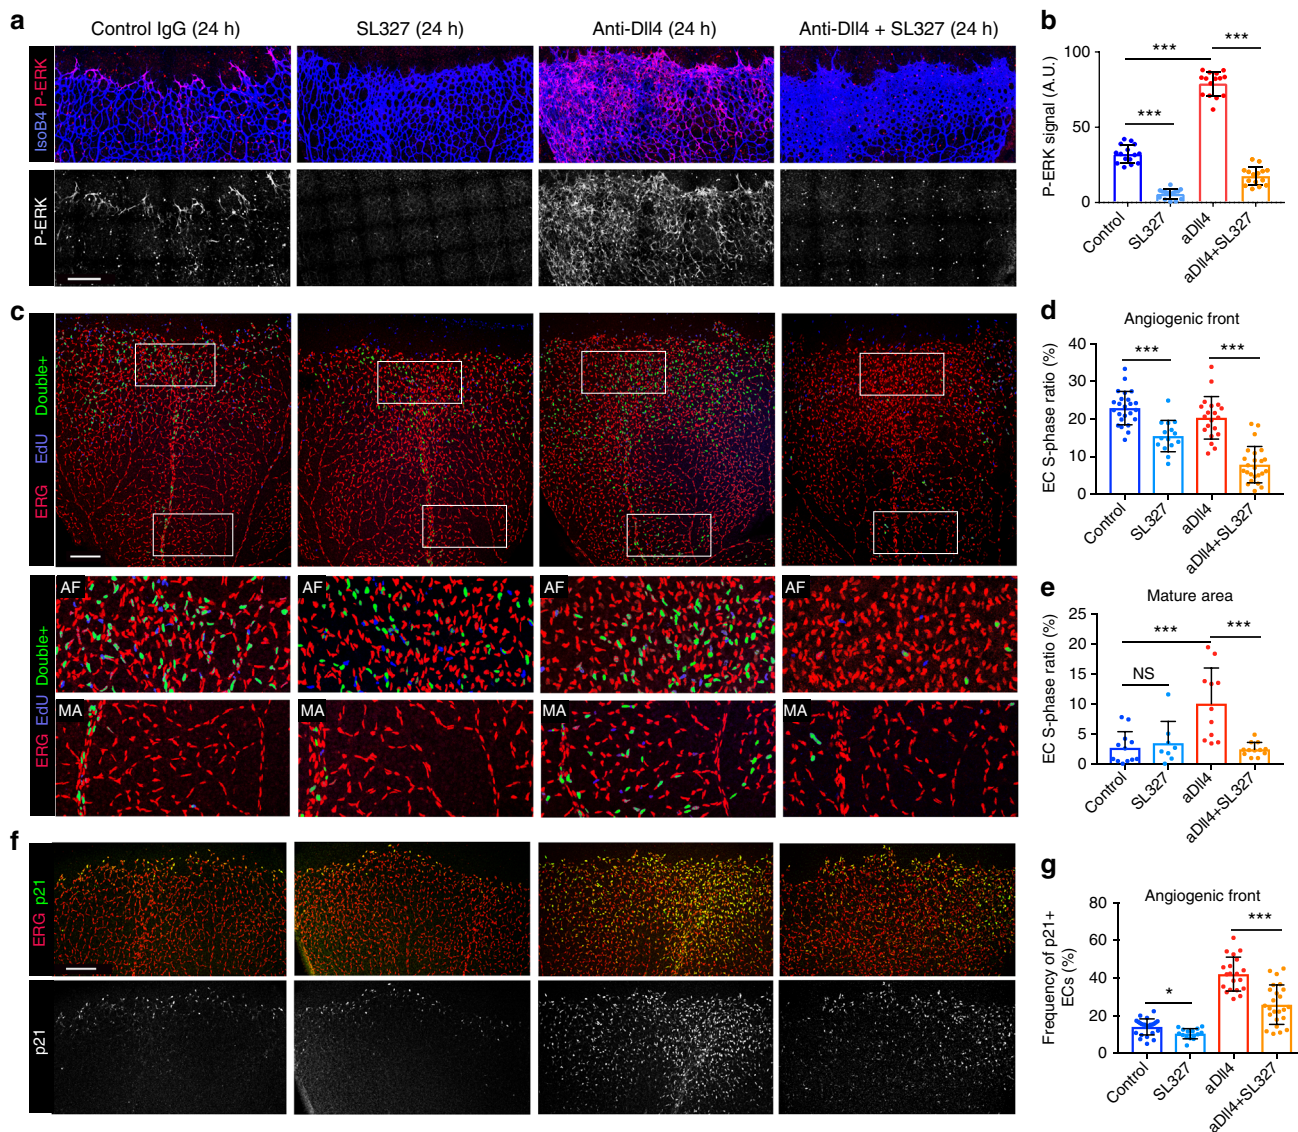 a
Control IgG (24 h)
SL327 (24 h)
Anti-Dll4 (24 h)
Anti-Dll4 + SL327 (24 h)
IsoB4 P-ERK
P-ERK
b
P-ERK signal (A.U.)
100
50
0
***
***
***
Control
SL327
aDll4
aDll4+SL327
c
ERG EdU Double+
AF
AF
AF
AF
ERG EdU Double+
MA
MA
MA
MA
d
Angiogenic front
EC S-phase ratio (%)
40
30
20
10
0
***
***
Control
SL327
aDll4
aDll4+SL327
e
Mature area
EC S-phase ratio (%)
25
20
15
10
5
0
***
***
NS
Control
SL327
aDll4
aDll4+SL327
f
ERG p21
p21
g
Angiogenic front
Frequency of p21+
ECs (%)
80
60
40
20
0
*
***
Control
SL327
aDll4
aDll4+SL327